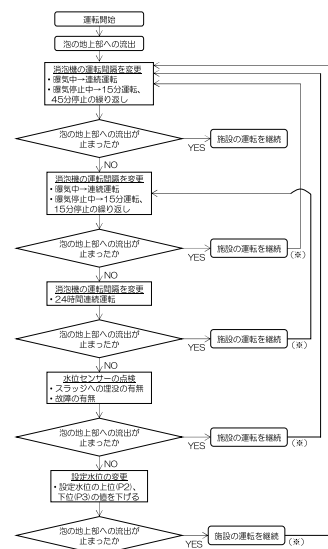 運転開始
泡の地上部への流出
消泡機の運転間隔を変更
・曝気中→連続運転
・曝気停止中→15分運転、
45分停止の繰り返し
泡の地上部への流出が
止まったか
YES
施設の運転を継続
NO
消泡機の運転間隔を変更
・曝気中→連続運転
・曝気停止中→15分運転、
15分停止の繰り返し
泡の地上部への流出が
止まったか
YES
施設の運転を継続
(※)
NO
消泡機の運転間隔を変更
・24時間連続運転
泡の地上部への流出が
止まったか
YES
施設の運転を継続
(※)
NO
水位センサーの点検
・スラッジへの埋没の有無
・故障の有無
泡の地上部への流出が
止まったか
YES
施設の運転を継続
(※)
NO
設定水位の変更
・設定水位の上位(P2)、
下位(P3)の値を下げる
泡の地上部への流出が
止まったか
YES
施設の運転を継続
(※)